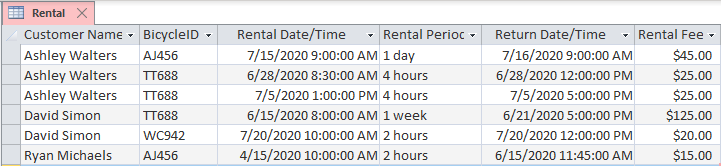 Rental
Customer Name BicycleID Rental Date/Time Rental Perioc Return Date/Time Rental Fee
Ashley Walters AJ456 7/15/2020 9:00:00 AM 1 day 7/16/2020 9:00:00 AM $45.00
Ashley Walters TT688 6/28/2020 8:30:00 AM 4 hours 6/28/2020 12:00:00 PM $25.00
Ashley Walters TT688 7/5/2020 1:00:00 PM 4 hours 7/5/2020 5:00:00 PM $25.00
David Simon TT688 6/15/2020 8:00:00 AM 1 week 6/21/2020 5:00:00 PM $125.00
David Simon WC942 7/20/2020 10:00:00 AM 2 hours 7/20/2020 12:00:00 PM $20.00
Ryan Michaels AJ456 4/15/2020 10:00:00 AM 2 hours 6/15/2020 11:45:00 AM $15.00